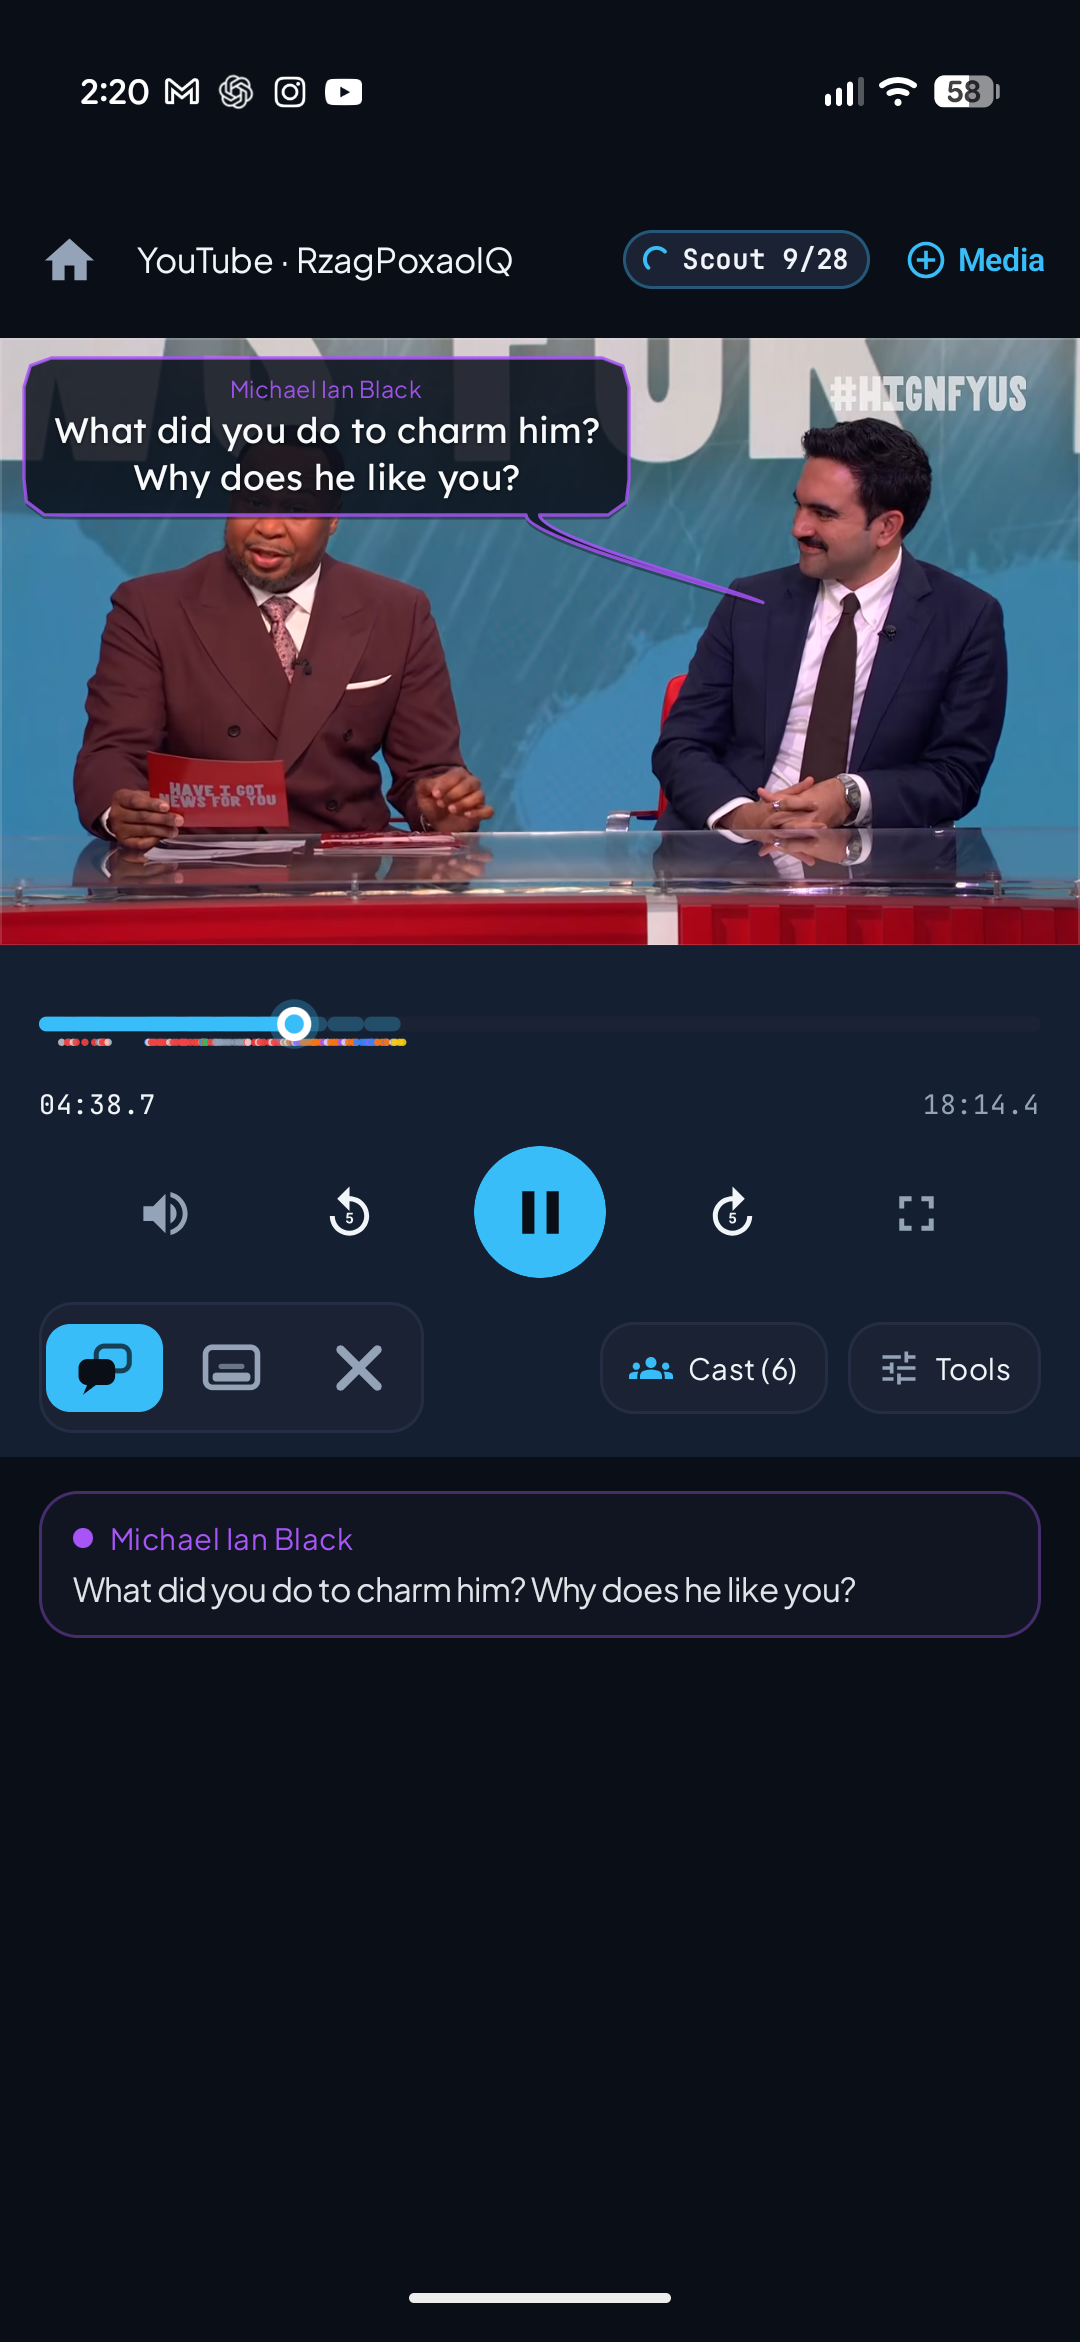 2:20
58
YouTube · RzagPoxaoIQ
Scout 9/28
Media
Michael Ian Black
What did you do to charm him?
Why does he like you?
#HIGNFYUS
HAVE I GOT
NEWS FOR YOU
04:38.7
18:14.4
5
5
Cast (6)
Tools
Michael Ian Black
What did you do to charm him? Why does he like you?